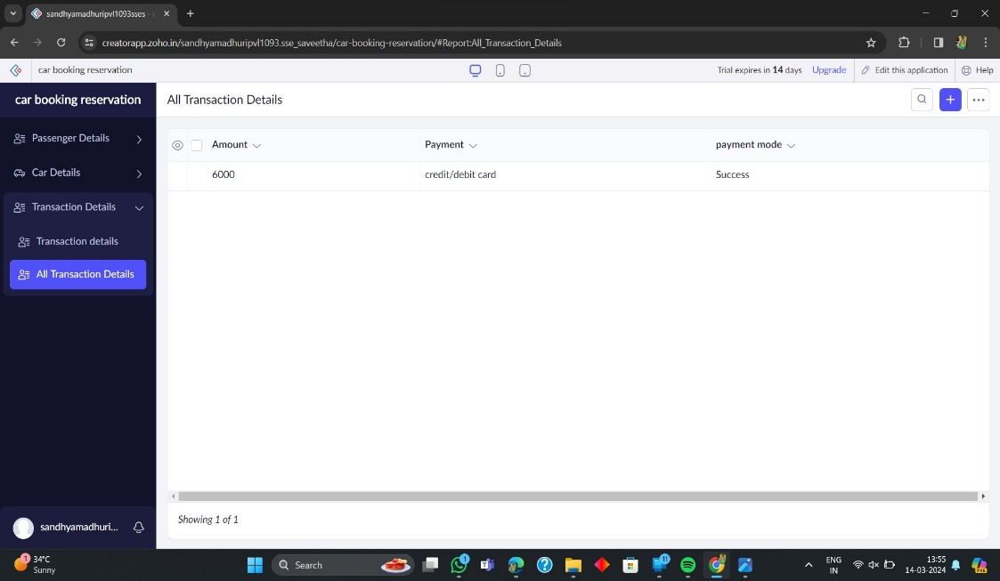 sandhyamadhuripvl1093sses -
creatorapp.zoho.in/sandhyamadhuripvl1093.sse_saveetha/car-booking-reservation/#Report:All_Transaction_Details
car booking reservation
Trial expires in 14 days
Upgrade
Edit this application
Help
car booking reservation
All Transaction Details
Passenger Details
Car Details
Transaction Details
Transaction details
All Transaction Details
Amount
Payment
payment mode
6000
credit/debit card
Success
Showing 1 of 1
sandhyamadhuri...
1
34°C
Sunny
Search
1
11
ENG
IN
13:55
14-03-2024